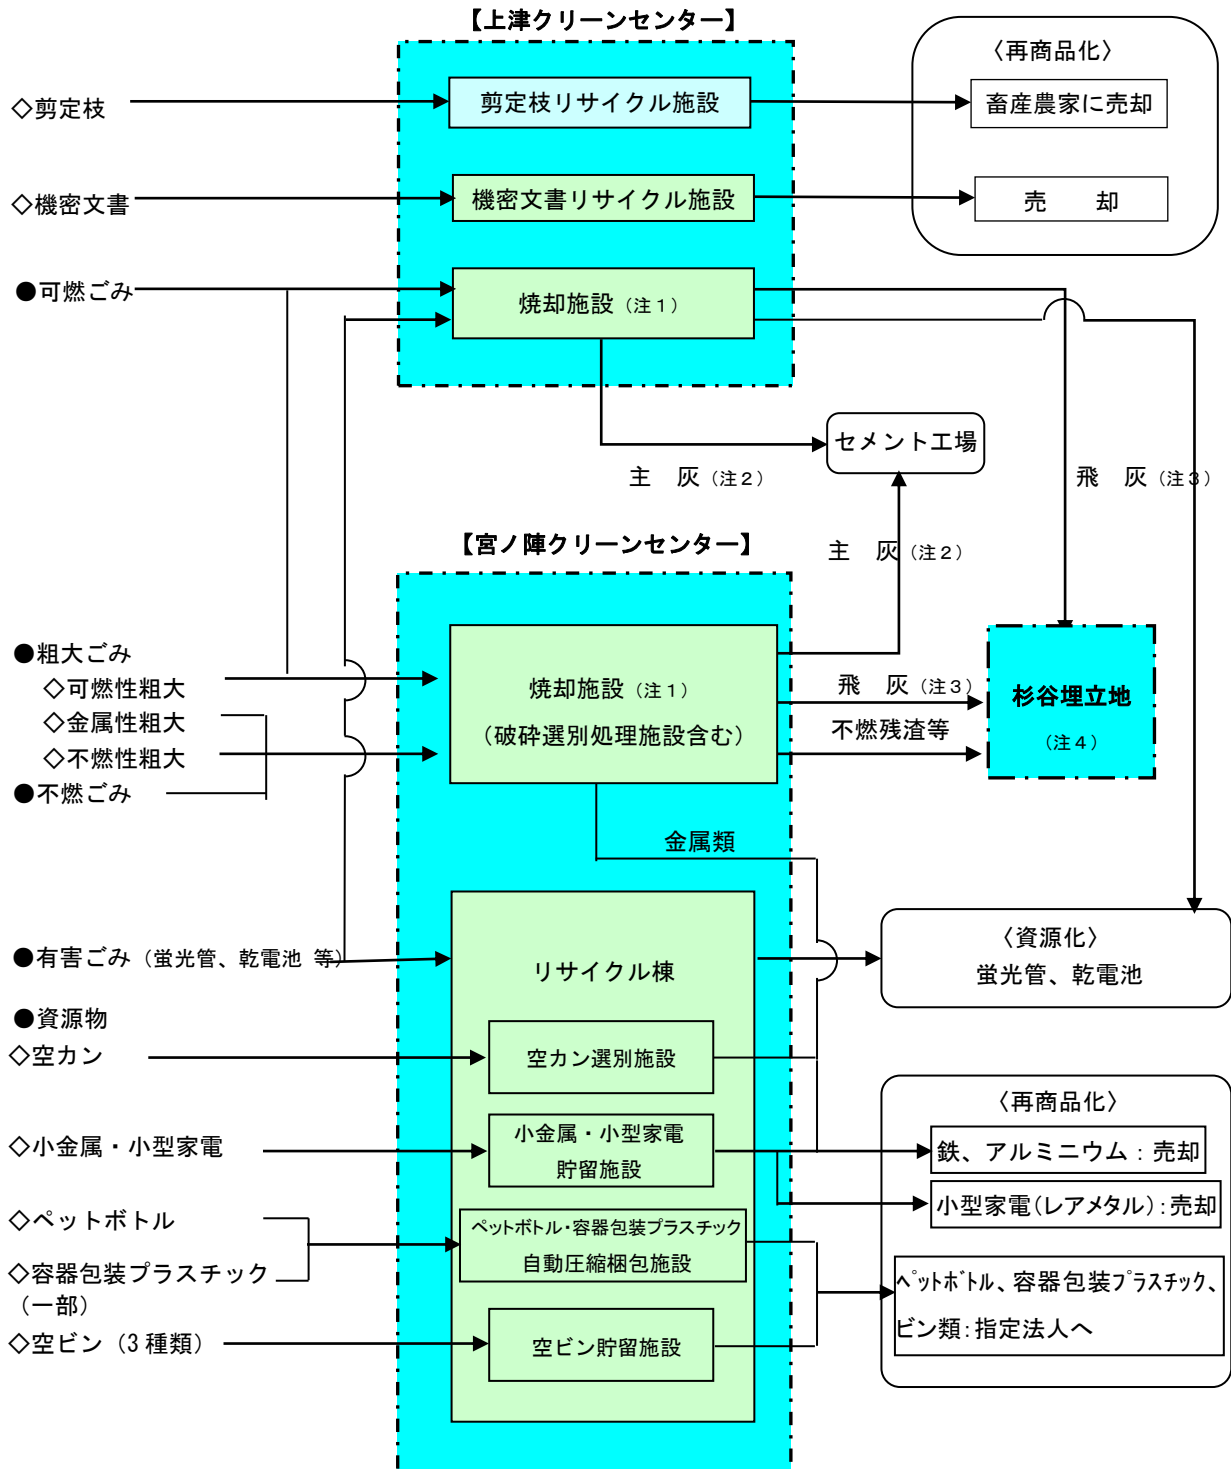 【上津クリーンセンター】
〈再商品化〉
◇剪定枝
剪定枝リサイクル施設
畜産農家に売却
◇機密文書
機密文書リサイクル施設
売　却
●可燃ごみ
焼却施設（注１）
セメント工場
主　灰（注２）
飛　灰（注３）
【宮ノ陣クリーンセンター】
主　灰（注２）
●粗大ごみ
◇可燃性粗大
◇金属性粗大
◇不燃性粗大
●不燃ごみ
焼却施設（注１）
（破砕選別処理施設含む）
飛　灰（注３）
不燃残渣等
杉谷埋立地
（注４）
金属類
●有害ごみ（蛍光管、乾電池 等）
リサイクル棟
〈資源化〉
蛍光管、乾電池
●資源物
◇空カン
空カン選別施設
〈再商品化〉
◇小金属・小型家電
小金属・小型家電
貯留施設
鉄、アルミニウム：売却
小型家電(レアメタル)：売却
◇ペットボトル
ペットボトル・容器包装プラスチック
自動圧縮梱包施設
◇容器包装プラスチック
（一部）
ﾍﾟｯﾄﾎﾞﾄﾙ、容器包装ﾌﾟﾗｽﾁｯｸ、
ビン類：指定法人へ
◇空ビン（3種類）
空ビン貯留施設